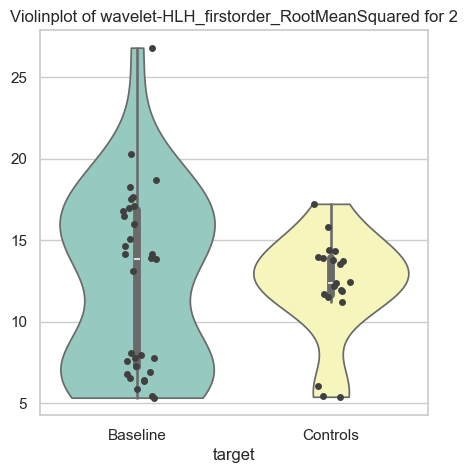 Violinplot of wavelet-HLH_firstorder_RootMeanSquared for 2
25
20
15
10
5
Baseline Controls
target